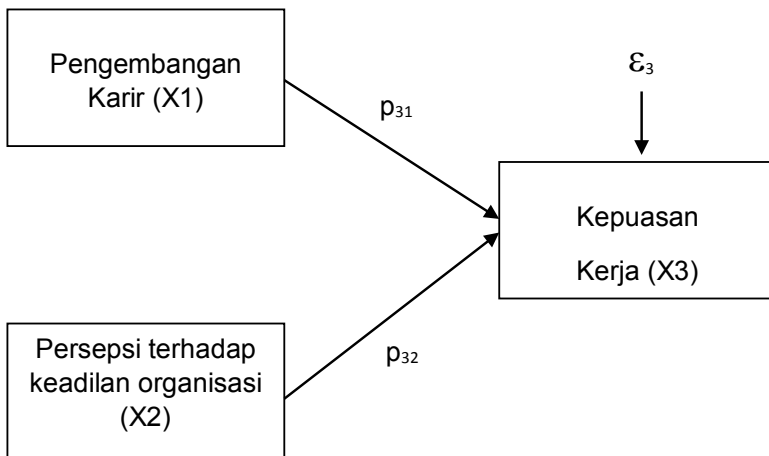 Pengembangan
Karir (X1)
ε₃
p₃₁
Kepuasan
Kerja (X3)
Persepsi terhadap
keadilan organisasi
(X2)
p₃₂